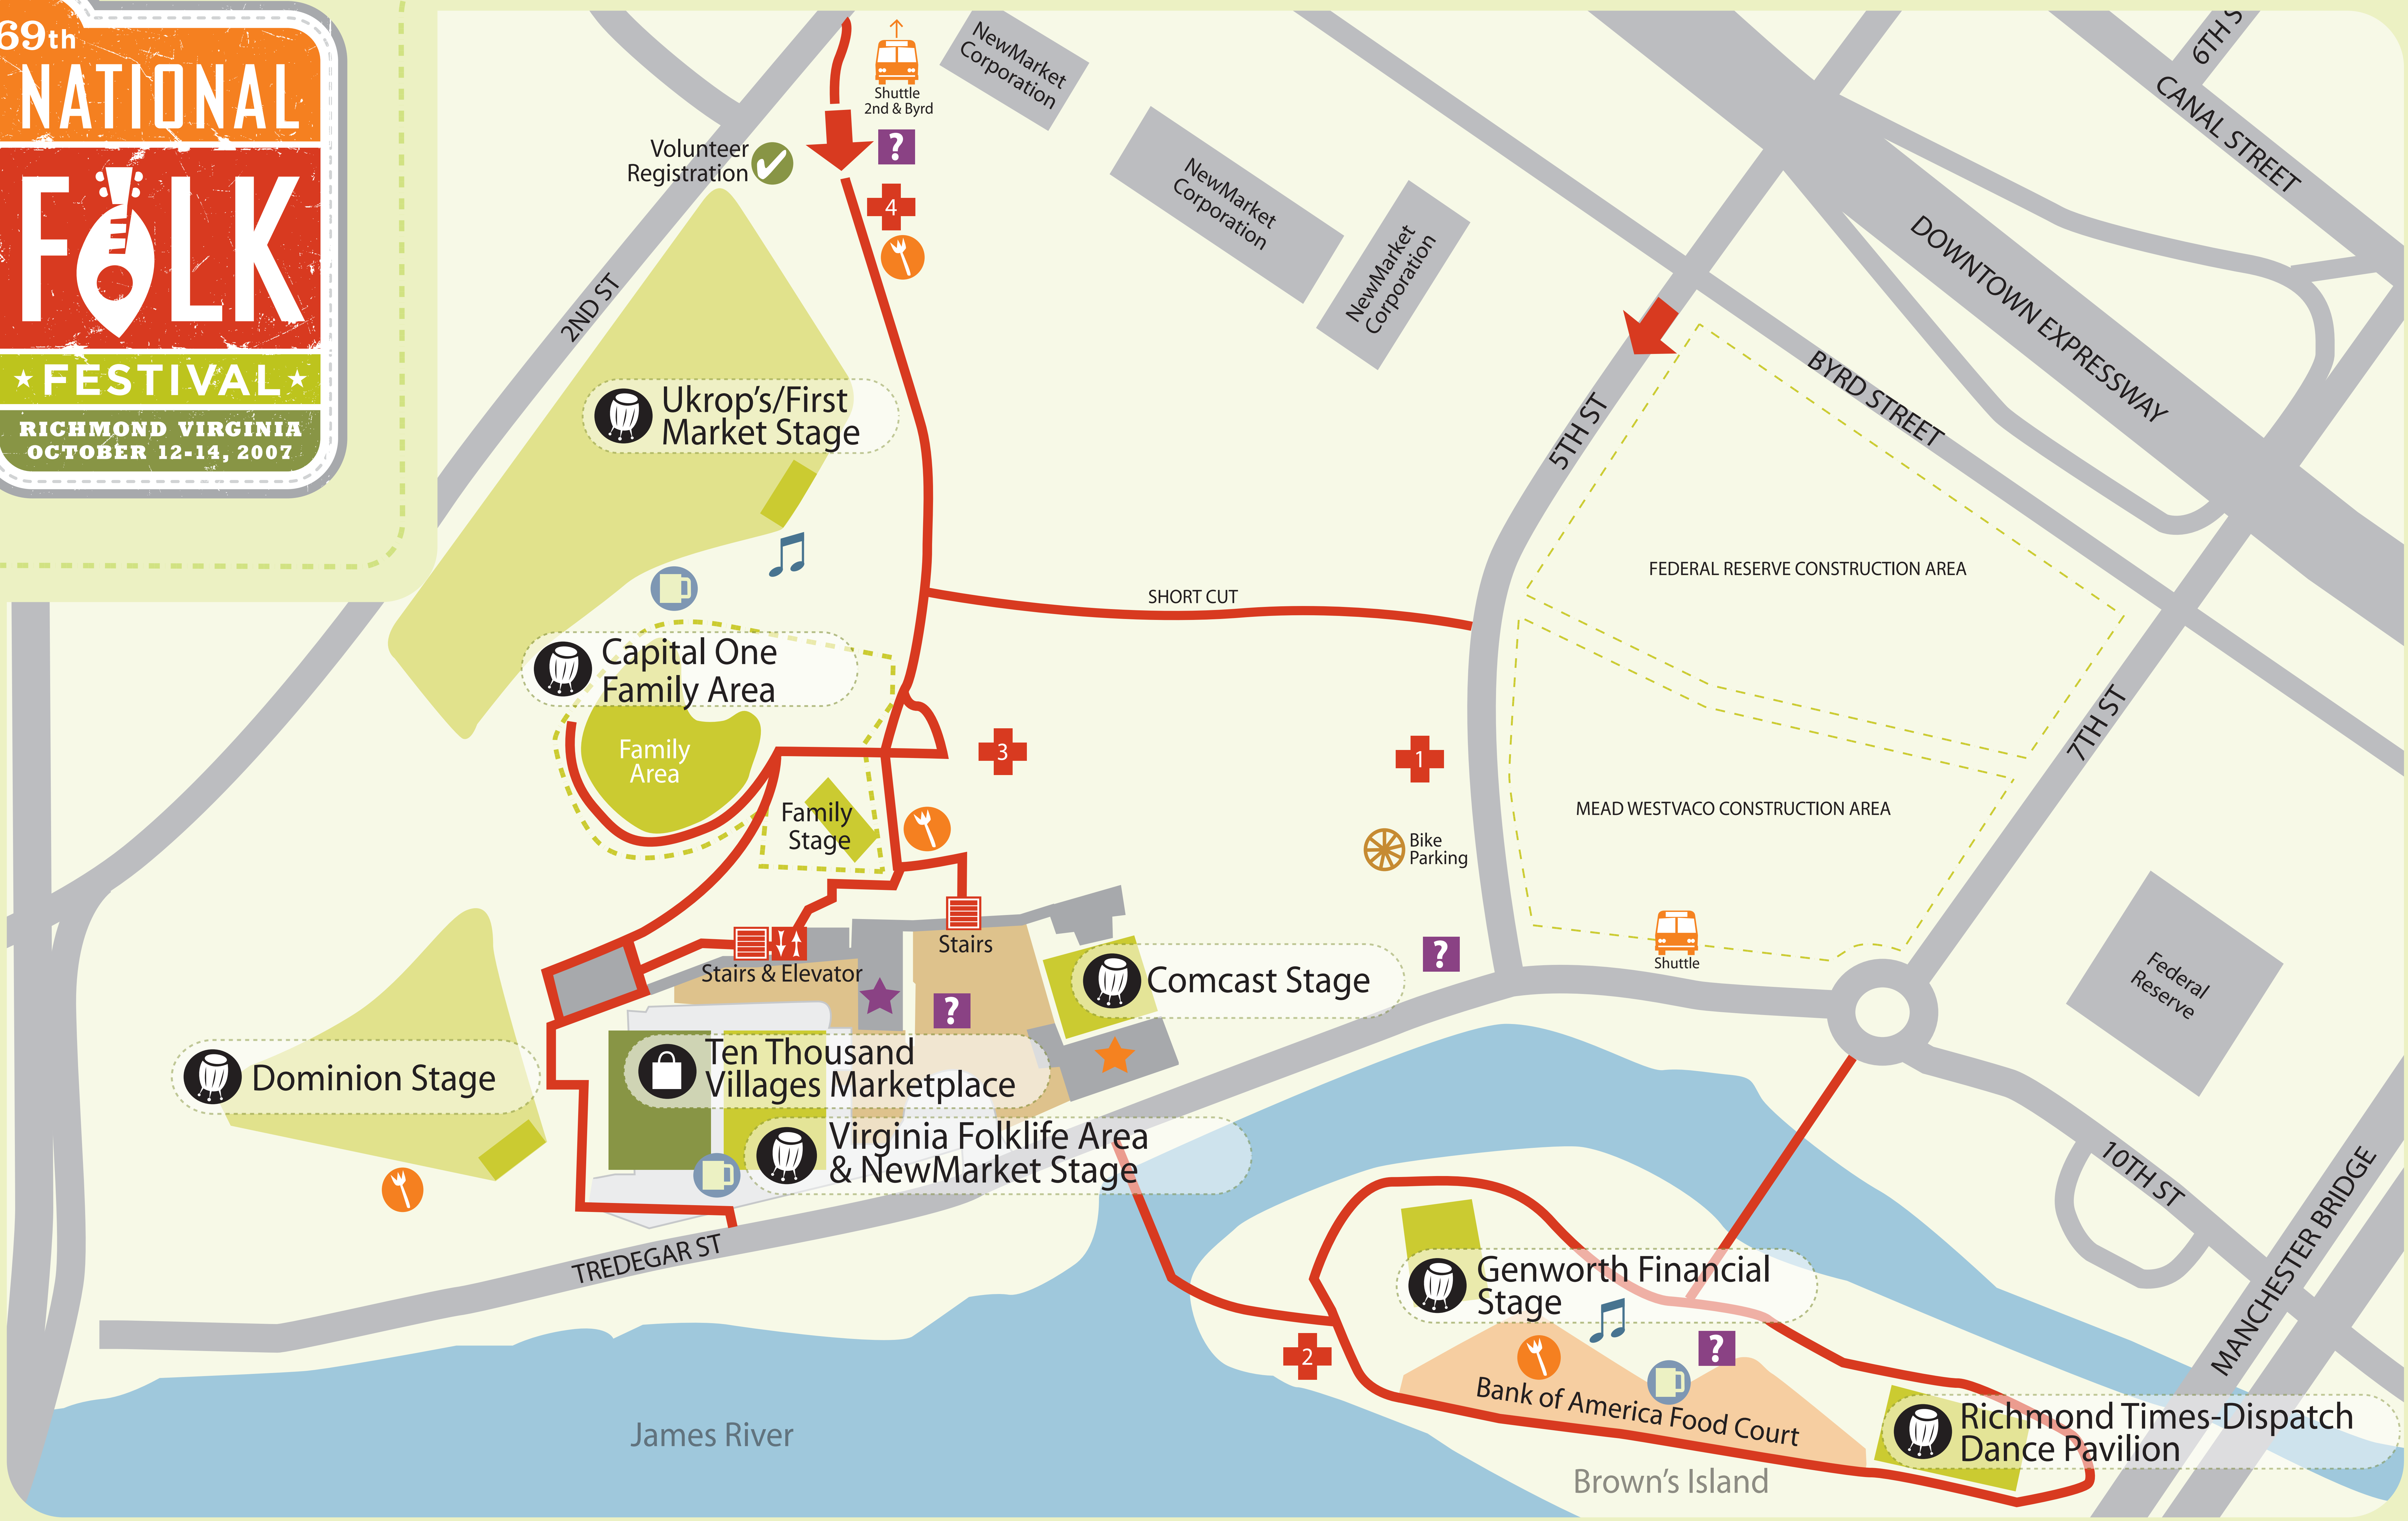 69th
NATIONAL
FOLK
FESTIVAL
RICHMOND VIRGINIA
OCTOBER 12-14, 2007
Shuttle
2nd & Byrd
?
Volunteer
Registration
4
NewMarket
Corporation
NewMarket
Corporation
NewMarket
Corporation
6TH S
CANAL STREET
DOWNTOWN EXPRESSWAY
BYRD STREET
5TH ST
2ND ST
Ukrop's/First
Market Stage
SHORT CUT
FEDERAL RESERVE CONSTRUCTION AREA
Capital One
Family Area
Family
Area
3
1
7TH ST
MEAD WESTVACO CONSTRUCTION AREA
Family
Stage
Bike
Parking
Stairs
Stairs & Elevator
?
Comcast Stage
?
Shuttle
Federal
Reserve
Dominion Stage
Ten Thousand
Villages Marketplace
Virginia Folklife Area
& NewMarket Stage
TREDEGAR ST
10TH ST
MANCHESTER BRIDGE
Genworth Financial
Stage
2
?
Bank of America Food Court
Richmond Times-Dispatch
Dance Pavilion
James River
Brown's Island